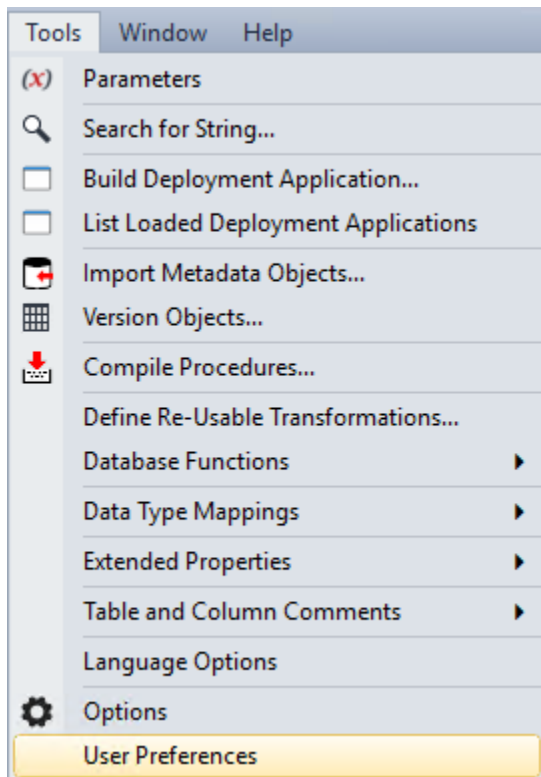 Tools Window Help
(x) Parameters
Search for String...
Build Deployment Application...
List Loaded Deployment Applications
Import Metadata Objects...
Version Objects...
Compile Procedures...
Define Re-Usable Transformations...
Database Functions
Data Type Mappings
Extended Properties
Table and Column Comments
Language Options
Options
User Preferences